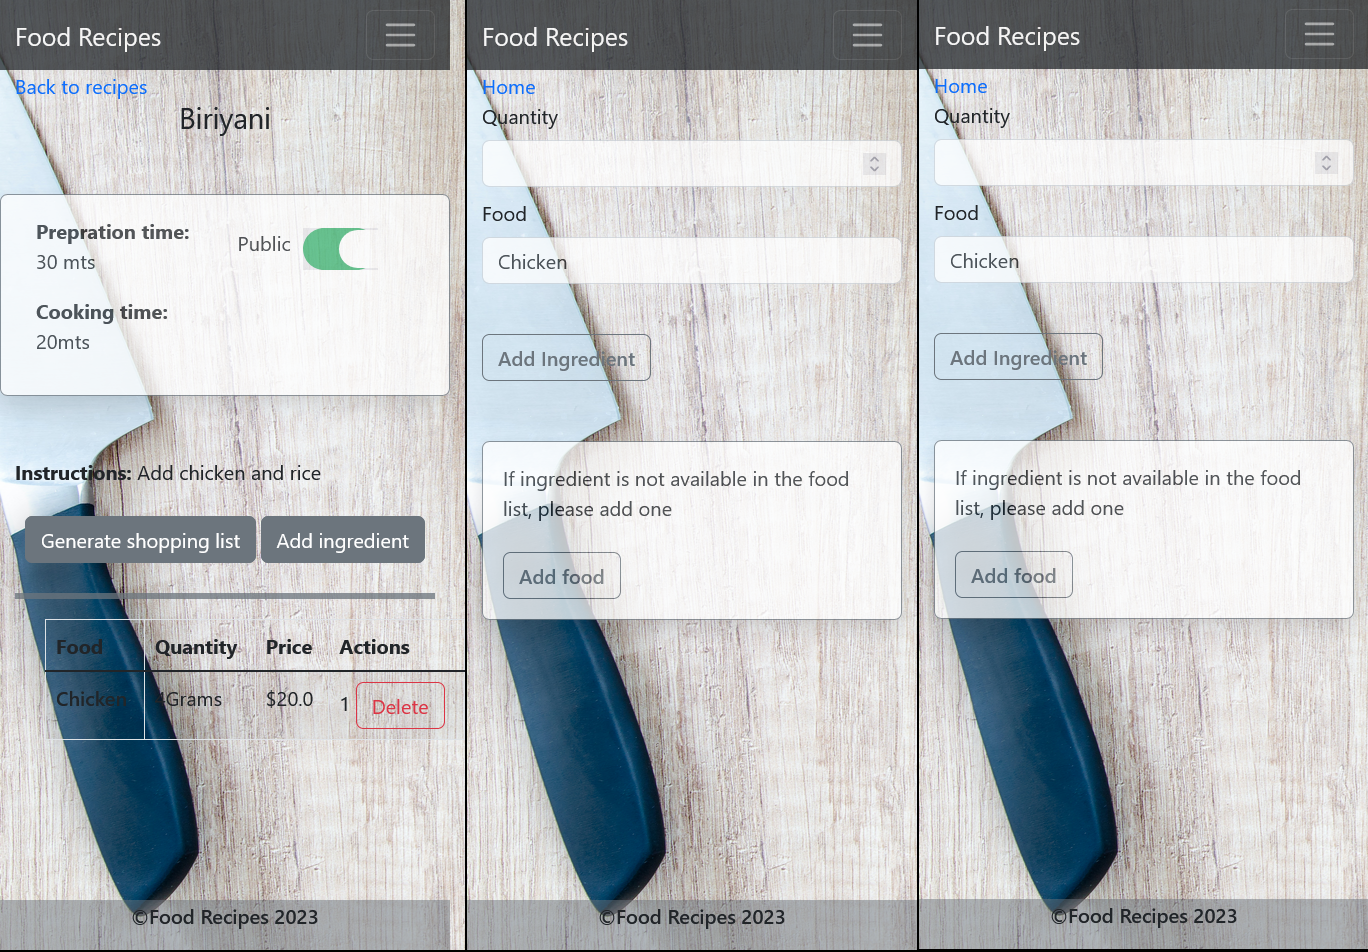 Food Recipes
Back to recipes
Biriyani
Prepration time:
30 mts
Public
Cooking time:
20mts
Instructions: Add chicken and rice
Generate shopping list
Add ingredient
Food Quantity Price Actions
Chicken 4Grams $20.0 1 Delete
©Food Recipes 2023
Food Recipes
Home
Quantity
Food
Chicken
Add Ingredient
If ingredient is not available in the food
list, please add one
Add food
©Food Recipes 2023
Food Recipes
Home
Quantity
Food
Chicken
Add Ingredient
If ingredient is not available in the food
list, please add one
Add food
©Food Recipes 2023